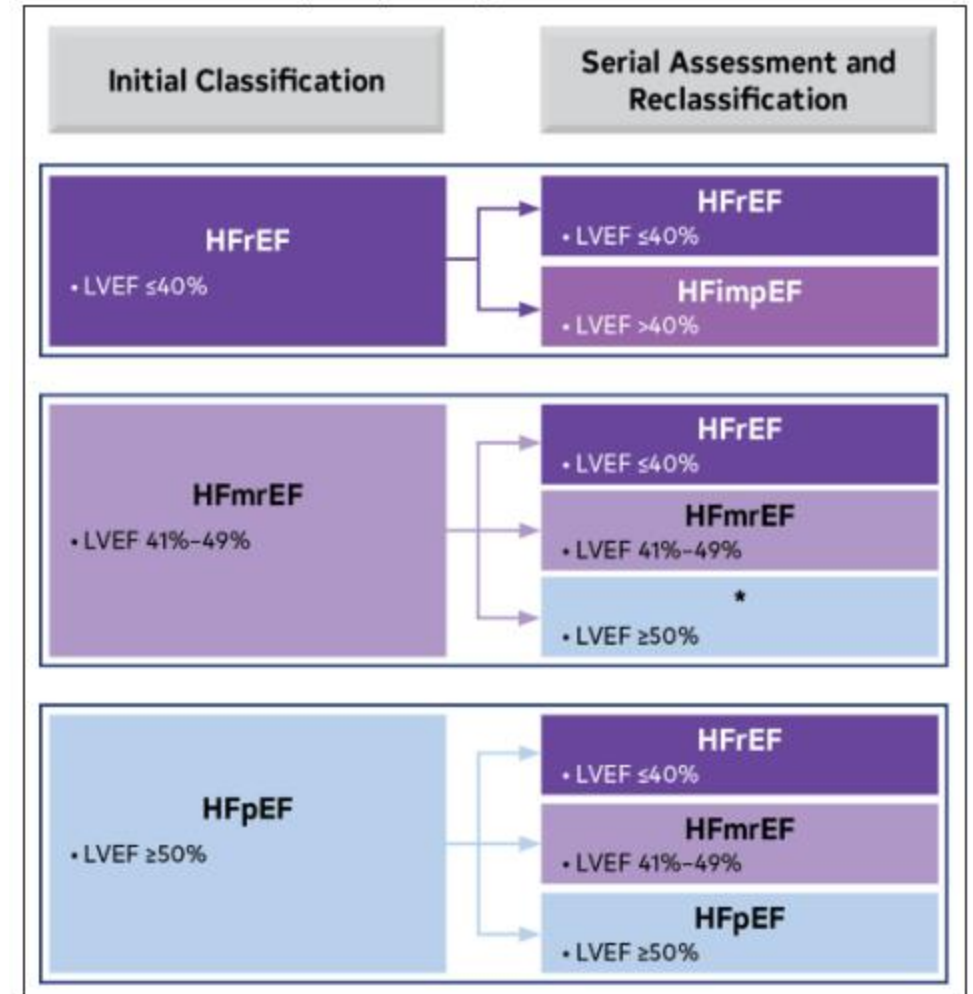 Initial Classification
Serial Assessment and
Reclassification
HFrEF
• LVEF ≤40%
HFrEF
• LVEF ≤40%
HFimpEF
• LVEF >40%
HFmrEF
• LVEF 41%–49%
HFrEF
• LVEF ≤40%
HFmrEF
• LVEF 41%–49%
*
• LVEF ≥50%
HFpEF
• LVEF ≥50%
HFrEF
• LVEF ≤40%
HFmrEF
• LVEF 41%–49%
HFpEF
• LVEF ≥50%